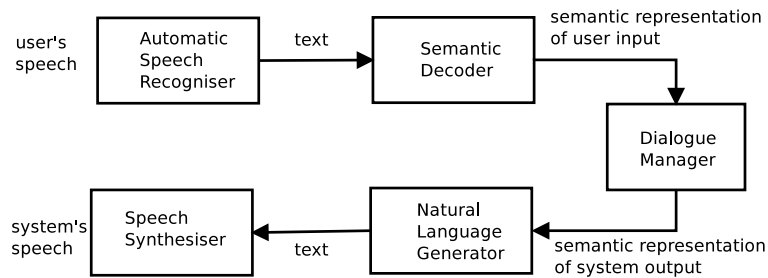 user's
speech
Automatic
Speech
Recogniser
text
Semantic
Decoder
semantic representation
of user input
Dialogue
Manager
semantic representation
of system output
Natural
Language
Generator
text
Speech
Synthesiser
system's
speech